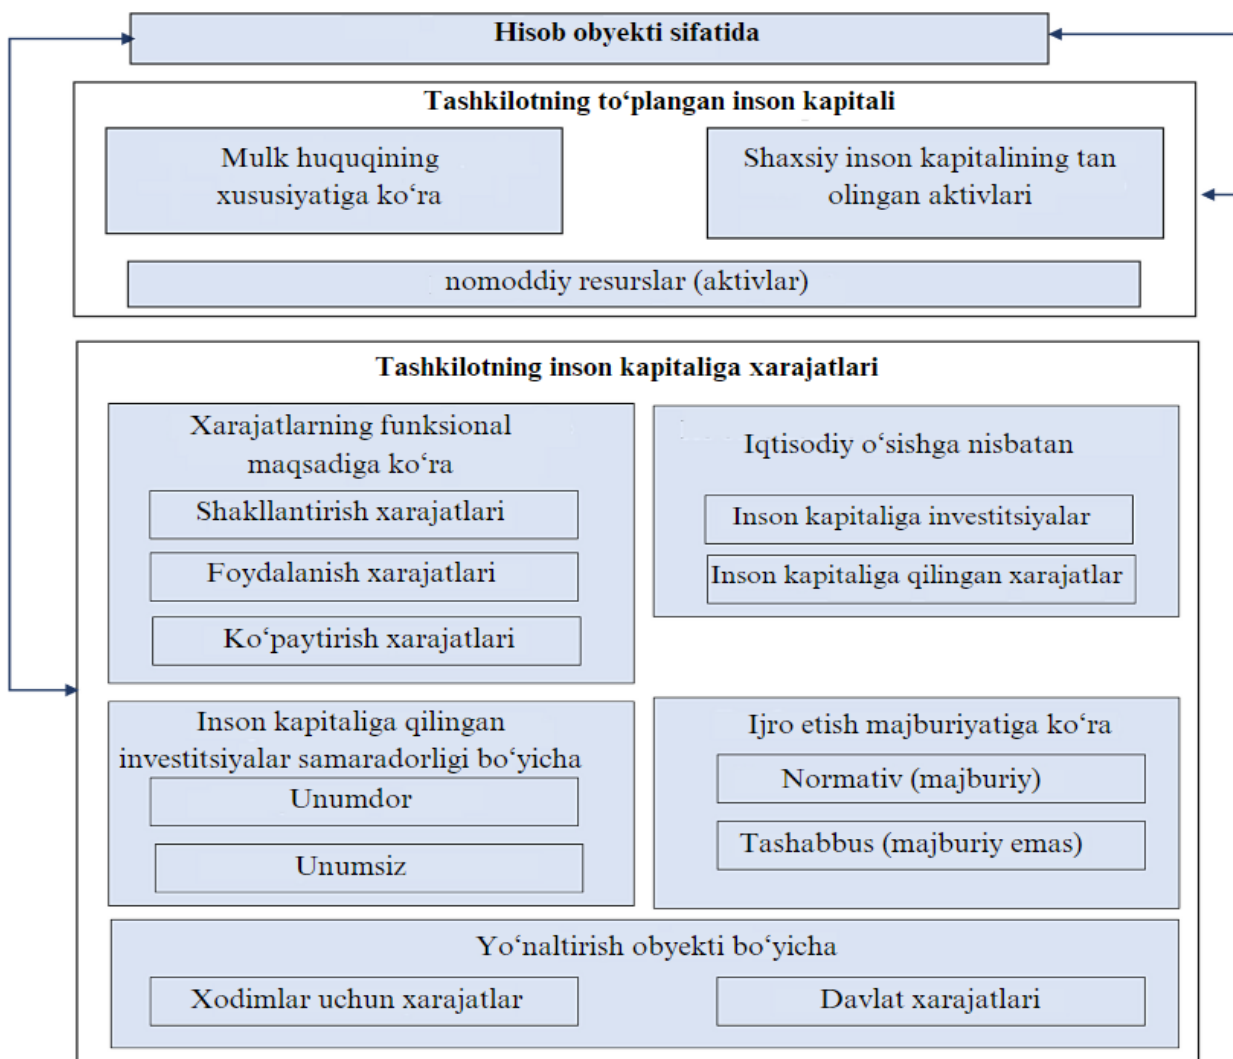 Hisob obyekti sifatida
Tashkilotning to‘plangan inson kapitali
Mulk huquqining
xususiyatiga ko‘ra
Shaxsiy inson kapitalining tan
olingan aktivlari
nomoddiy resurslar (aktivlar)
Tashkilotning inson kapitaliga xarajatlari
Xarajatlarning funksional
maqsadiga ko‘ra
Shakllantirish xarajatlari
Foydalanish xarajatlari
Ko‘paytirish xarajatlari
Iqtisodiy o‘sishga nisbatan
Inson kapitaliga investitsiyalar
Inson kapitaliga qilingan xarajatlar
Inson kapitaliga qilingan
investitsiyalar samaradorligi bo‘yicha
Unumdor
Unumsiz
Ijro etish majburiyatiga ko‘ra
Normativ (majburiy)
Tashabbus (majburiy emas)
Yo‘naltirish obyekti bo‘yicha
Xodimlar uchun xarajatlar
Davlat xarajatlari